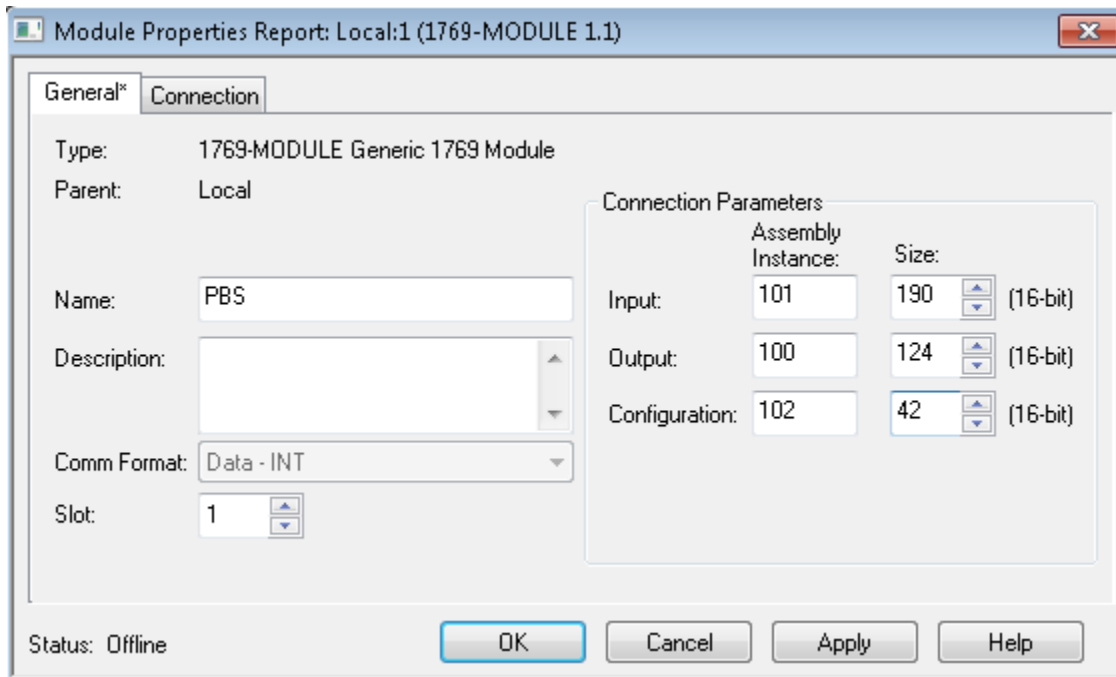 Module Properties Report: Local:1 (1769-MODULE 1.1)
General* Connection
Type: 1769-MODULE Generic 1769 Module
Parent: Local
Connection Parameters
Assembly
Instance: Size:
Name: PBS
Input: 101 190 (16-bit)
Description:
Output: 100 124 (16-bit)
Configuration: 102 42 (16-bit)
Comm Format: Data - INT
Slot: 1
Status: Offline OK Cancel Apply Help